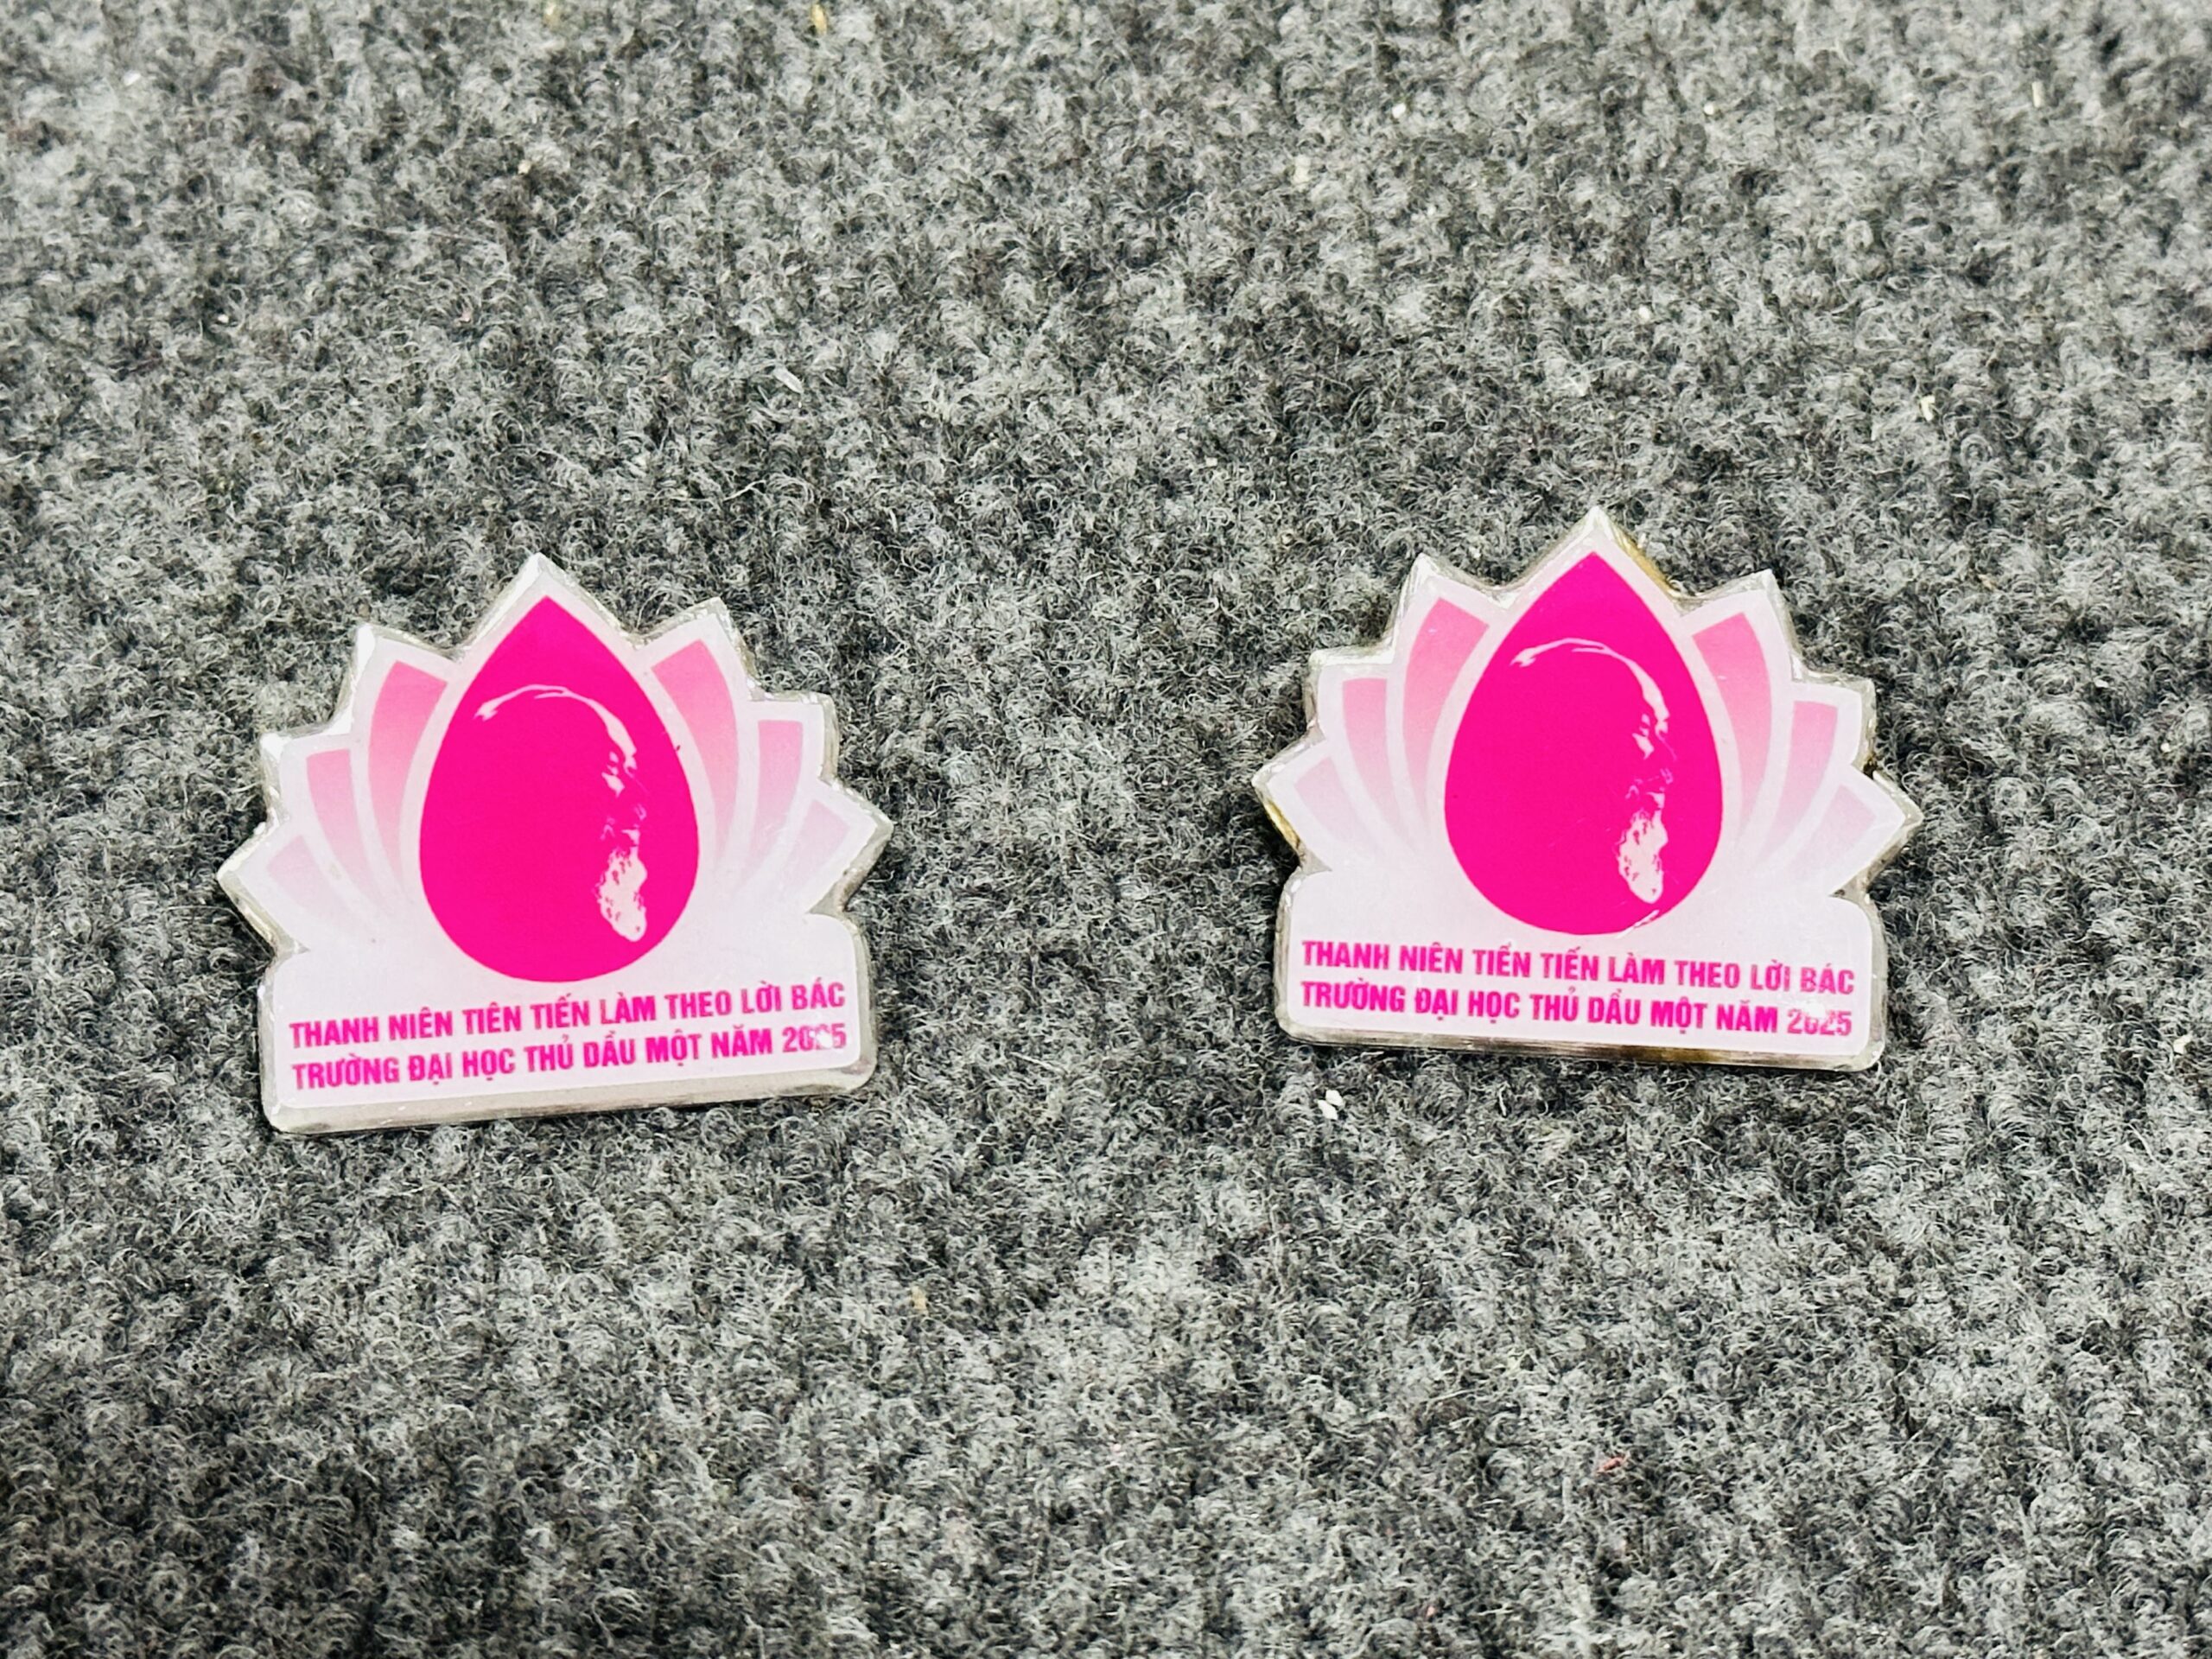 THANH NIÊN TIÊN TIẾN LÀM THEO LỜI BÁC
TRƯỜNG ĐẠI HỌC THỦ DẦU MỘT NĂM 2025
THANH NIÊN TIẾN TIẾN LÀM THEO LỜI BÁC
TRƯỜNG ĐẠI HỌC THỦ DẦU MỘT NĂM 2025